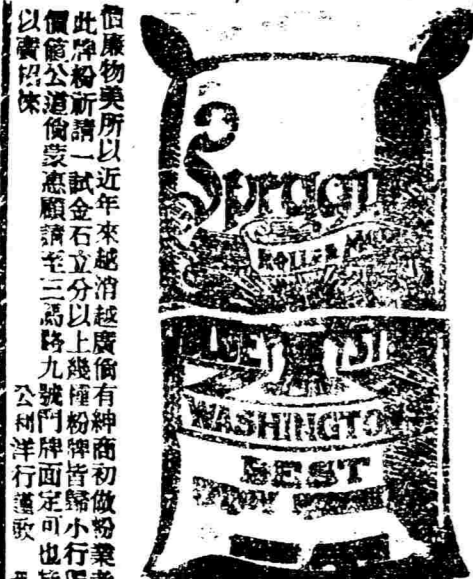 價廉物美所以近年來越消越廣倘有紳商初做粉業者
此牌粉祈請一試金石立分以上幾種粉牌皆歸小行
價值公道倘蒙惠顧請至三馬路九號門牌面定可也
以廣招徠
公利洋行謹啟
ROLLER
WASHINGTON
BEST